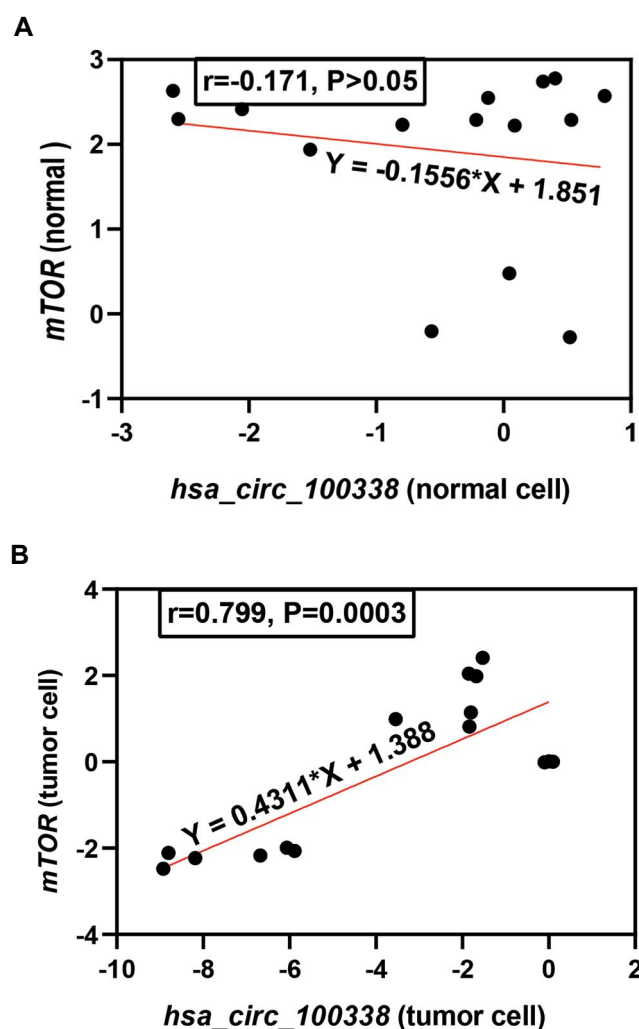 A
r=-0.171, P>0.05
3
2
1
0
-1
mTOR (normal )
Y = -0.1556*X + 1.851
-3 -2 -1 0 1
hsa_circ_100338 (normal cell)
B
r=0.799, P=0.0003
4
2
0
-2
-4
mTOR (tumor cell)
Y = 0.4311*X + 1.388
-10 -8 -6 -4 -2 0 2
hsa_circ_100338 (tumor cell)